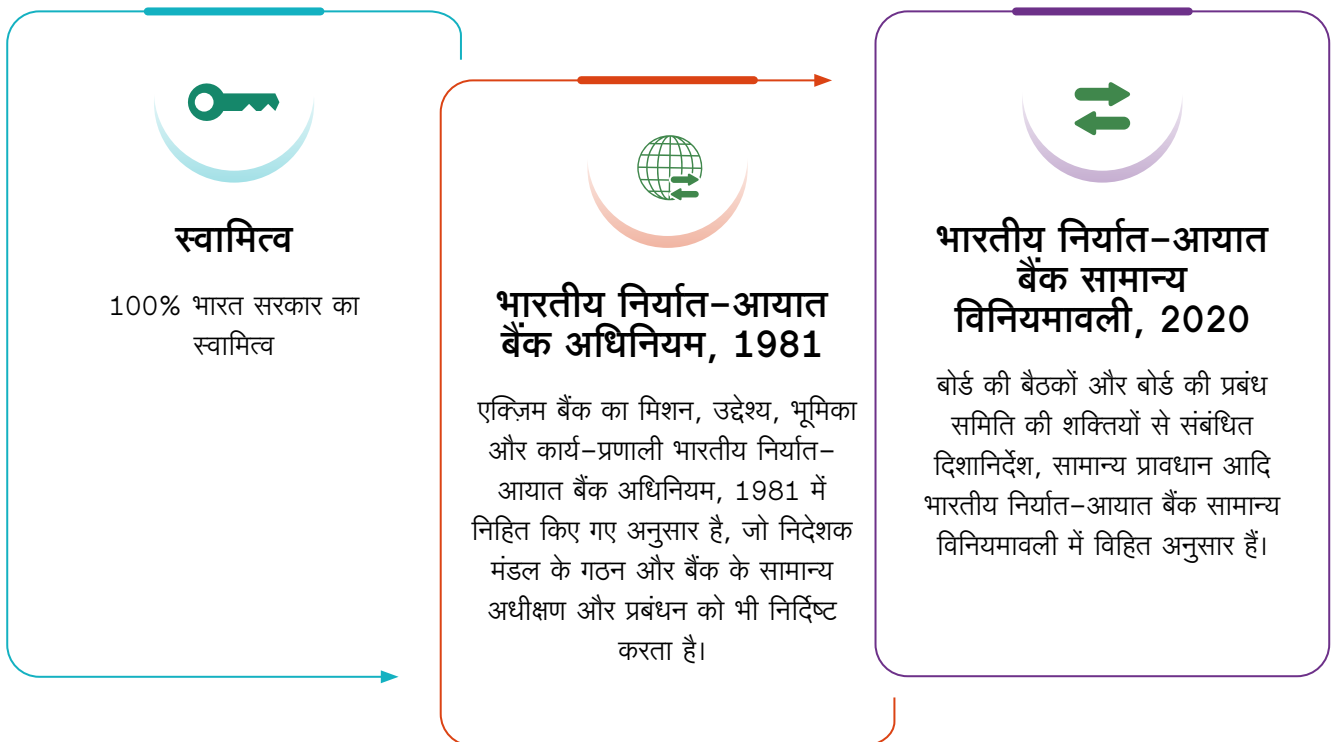 स्वामित्व
100% भारत सरकार का
स्वामित्व
भारतीय निर्यात-आयात
बैंक अधिनियम, 1981
एक्ज़िम बैंक का मिशन, उद्देश्य, भूमिका
और कार्य-प्रणाली भारतीय निर्यात-
आयात बैंक अधिनियम, 1981 में
निहित किए गए अनुसार है, जो निदेशक
मंडल के गठन और बैंक के सामान्य
अधीक्षण और प्रबंधन को भी निर्दिष्ट
करता है।
भारतीय निर्यात-आयात
बैंक सामान्य
विनियमावली, 2020
बोर्ड की बैठकों और बोर्ड की प्रबंध
समिति की शक्तियों से संबंधित
दिशानिर्देश, सामान्य प्रावधान आदि
भारतीय निर्यात-आयात बैंक सामान्य
विनियमावली में विहित अनुसार हैं।